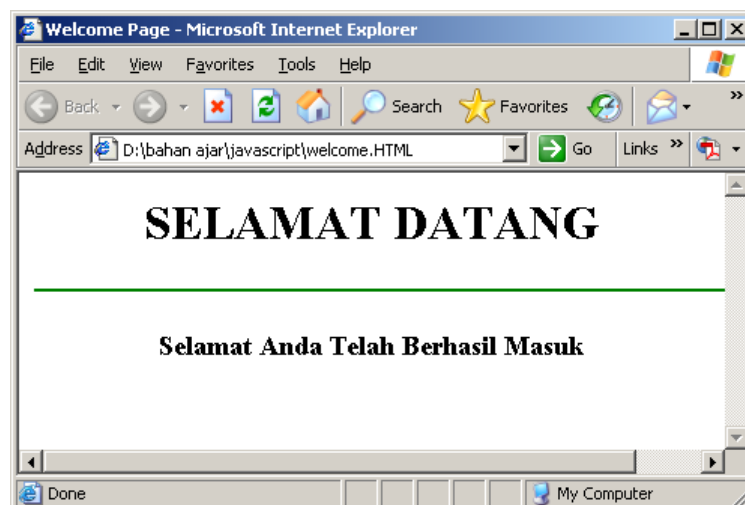 Welcome Page - Microsoft Internet Explorer
File Edit View Favorites Tools Help
Back Search Favorites »
Address D:\bahan ajar\javascript\welcome.HTML Go Links »
SELAMAT DATANG
Selamat Anda Telah Berhasil Masuk
Done My Computer